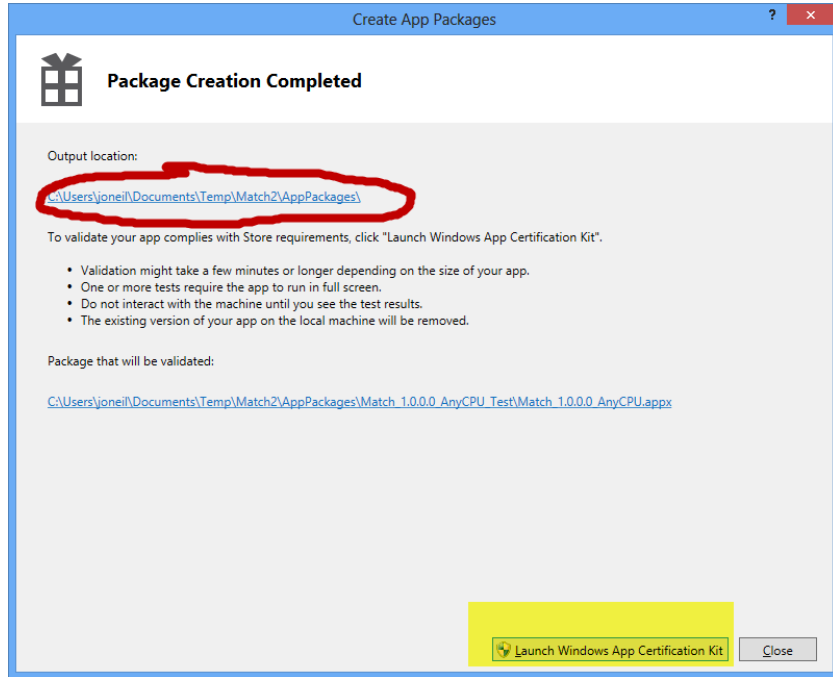 Create App Packages
?
Package Creation Completed
Output location:
C:\Users\joneil\Documents\Temp\Match2\AppPackages\
To validate your app complies with Store requirements, click "Launch Windows App Certification Kit".
• Validation might take a few minutes or longer depending on the size of your app.
• One or more tests require the app to run in full screen.
• Do not interact with the machine until you see the test results.
• The existing version of your app on the local machine will be removed.
Package that will be validated:
C:\Users\joneil\Documents\Temp\Match2\AppPackages\Match_1.0.0.0_AnyCPU_Test\Match_1.0.0.0_AnyCPU.appx
Launch Windows App Certification Kit
Close